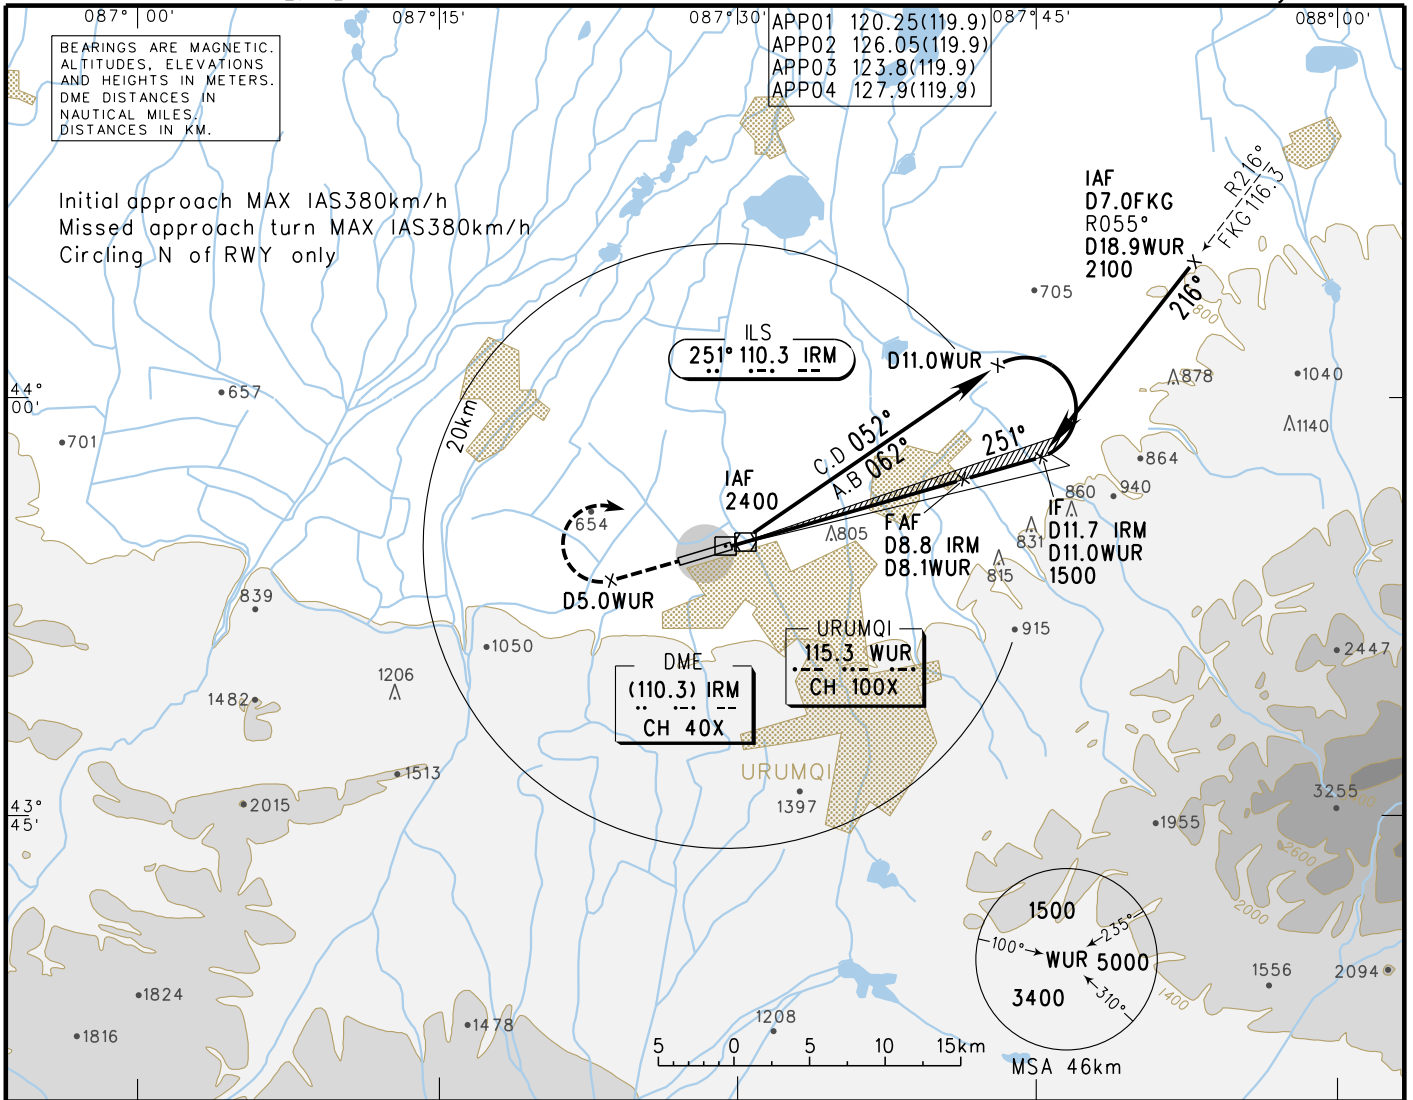 087° 00'
087°15'
087°30'
087°45'
088°00'
BEARINGS ARE MAGNETIC.
ALTITUDES, ELEVATIONS
AND HEIGHTS IN METERS.
DME DISTANCES IN
NAUTICAL MILES.
DISTANCES IN KM.
APP01 120.25(119.9)
APP02 126.05(119.9)
APP03 123.8(119.9)
APP04 127.9(119.9)
Initial approach MAX IAS380km/h
Missed approach turn MAX IAS380km/h
Circling N of RWY only
IAF
D7.0FKG
R055°
D18.9WUR
2100
R216°
FKG 116.3
216°
800
705
ILS
251° 110.3 IRM
D11.0WUR
878
1040
1140
44°
00'
657
701
20km
C.D 052°
A.B 062°
251°
864
940
860
IAF
2400
654
805
FAF
D8.8 IRM
D8.1WUR
831
815
IF
D11.7 IRM
D11.0WUR
1500
D5.0WUR
839
1050
915
2447
1206
1482
DME
(110.3) IRM
CH 40X
URUMQI
115.3 WUR
CH 100X
URUMQI
1513
2015
1397
43°
45'
3255
1955
2600
2000
1400
1500
100°
235°
WUR 5000
3400
310°
MSA 46km
1556
2094
1824
1816
1478
1208
5 0 5 10 15km